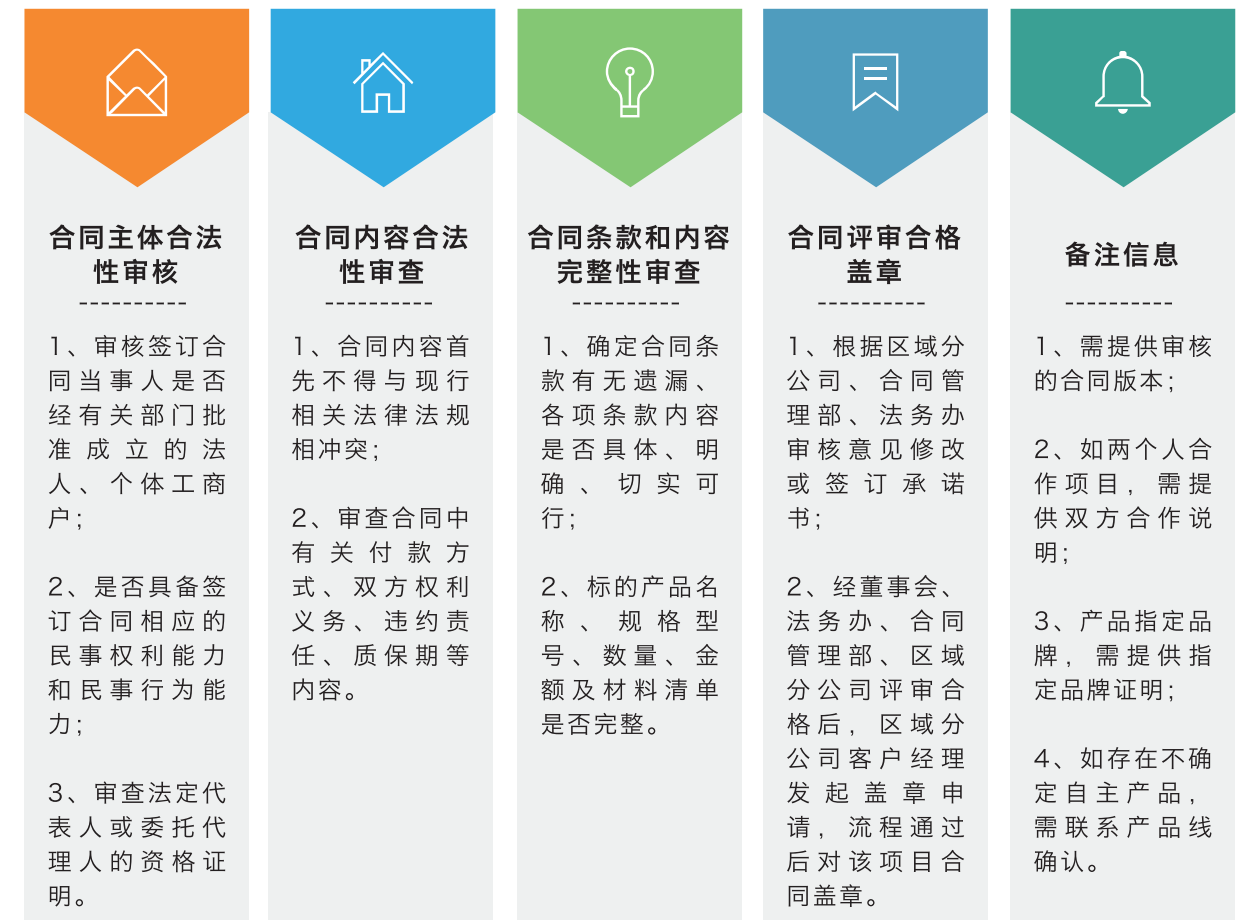 合同主体合法
性审核
----------
1、审核签订合
同当事人是否
经有关部门批
准成立的法
人、个体工商
户;
2、是否具备签
订合同相应的
民事权利能力
和民事行为能
力;
3、审查法定代
表人或委托代
理人的资格证
明。
合同内容合法
性审查
----------
1、合同内容首
先不得与现行
相关法律法规
相冲突;
2、审查合同中
有关付款方
式、双方权利
义务、违约责
任、质保期等
内容。
合同条款和内容
完整性审查
----------
1、确定合同条
款有无遗漏、
各项条款内容
是否具体、明
确、切实可
行;
2、标的产品名
称、规格型
号、数量、金
额及材料清单
是否完整。
合同评审合格
盖章
----------
1、根据区域分
公司、合同管
理部、法务办
审核意见修改
或签订承诺
书;
2、经董事会、
法务办、合同
管理部、区域
分公司评审合
格后,区域分
公司客户经理
发起盖章申
请,流程通过
后对该项目合
同盖章。
备注信息
----------
1、需提供审核
的合同版本;
2、如两个人合
作项目,需提
供双方合作说
明;
3、产品指定品
牌,需提供指
定品牌证明;
4、如存在不确
定自主产品,
需联系产品线
确认。